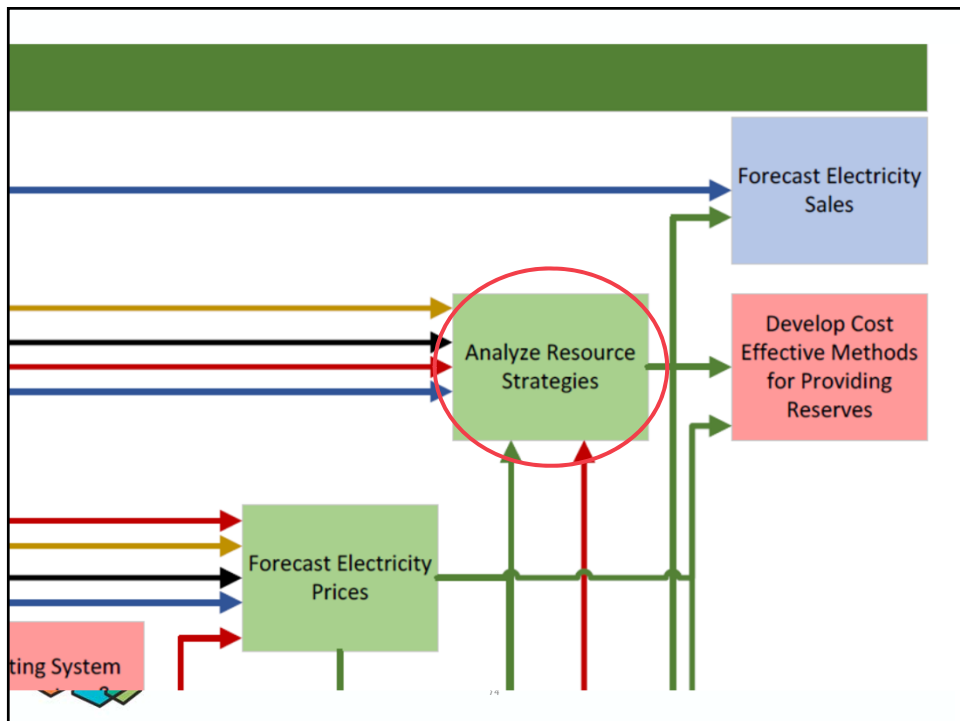 Forecast Electricity
Sales
Develop Cost
Effective Methods
for Providing
Reserves
Analyze Resource
Strategies
Forecast Electricity
Prices
ting System